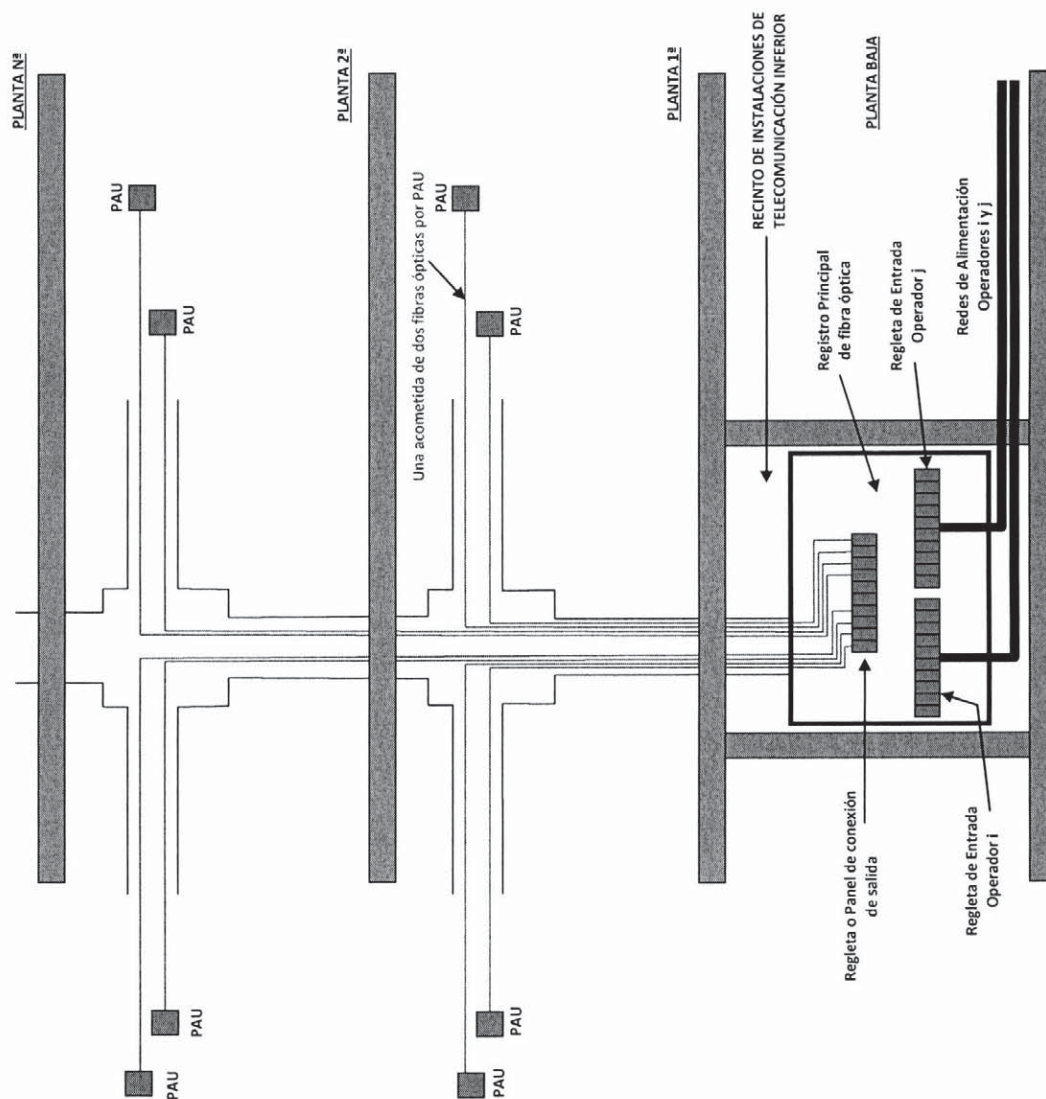 PLANTA Nª
PAU
PAU
PAU
PAU
PLANTA 2ª
Una acometida de dos fibras ópticas por PAU
PAU
PAU
PAU
PAU
PLANTA 1ª
RECINTO DE INSTALACIONES DE
TELECOMUNICACIÓN INFERIOR
PLANTA BAJA
Registro Principal
de fibra óptica
Regleta de Entrada
Operador j
Redes de Alimentación
Operadores i y j
Regleta o Panel de conexión
de salida
Regleta de Entrada
Operador i